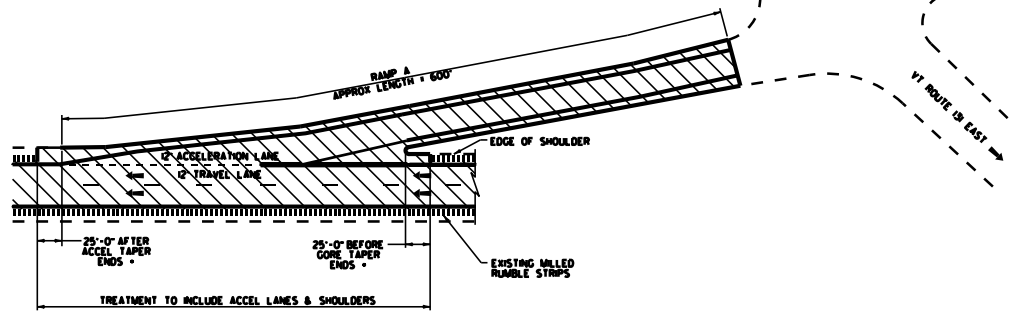 RAMP A
APPROX LENGTH = 600'
VT ROUTE 131 EAST
EDGE OF SHOULDER
12' ACCELERATION LANE
12' TRAVEL LANE
25'-0" AFTER
ACCEL TAPER
ENDS *
25'-0" BEFORE
GORE TAPER
ENDS *
EXISTING MILLED
RUMBLE STRIPS
TREATMENT TO INCLUDE ACCEL LANES & SHOULDERS